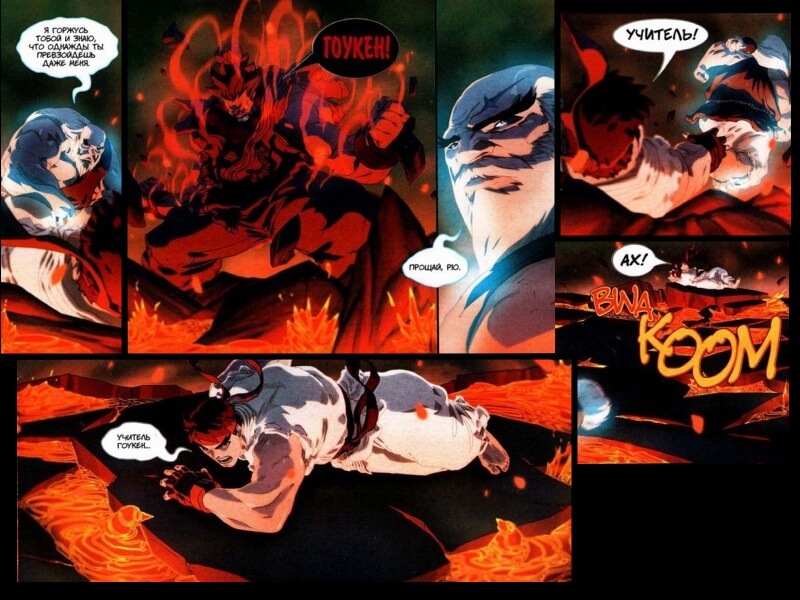 Я ГОРЖУСЬ
ТОБОЙ И ЗНАЮ,
ЧТО ОДНАЖДЫ ТЫ
ПРЕВЗОЙДЕШЬ
ДАЖЕ МЕНЯ.
ГОУКЕН!
ПРОЩАЙ, РЮ.
УЧИТЕЛЬ!
АХ!
BWA
KOOM
УЧИТЕЛЬ
ГОУКЕН...